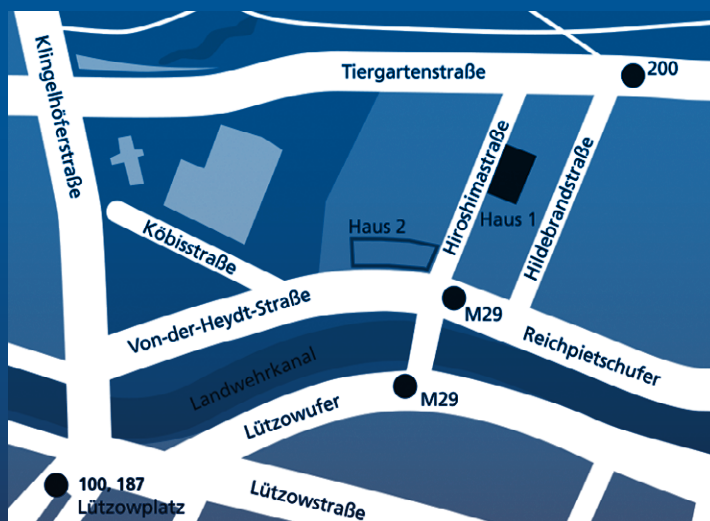 Klingelhöferstraße
Tiergartenstraße
200
Hiroshimastraße
Haus 1
Hildebrandstraße
Haus 2
Köbisstraße
Von-der-Heydt-Straße
M29
Reichpietschufer
Landwehrkanal
M29
Lützowufer
100, 187
Lützowplatz
Lützowstraße